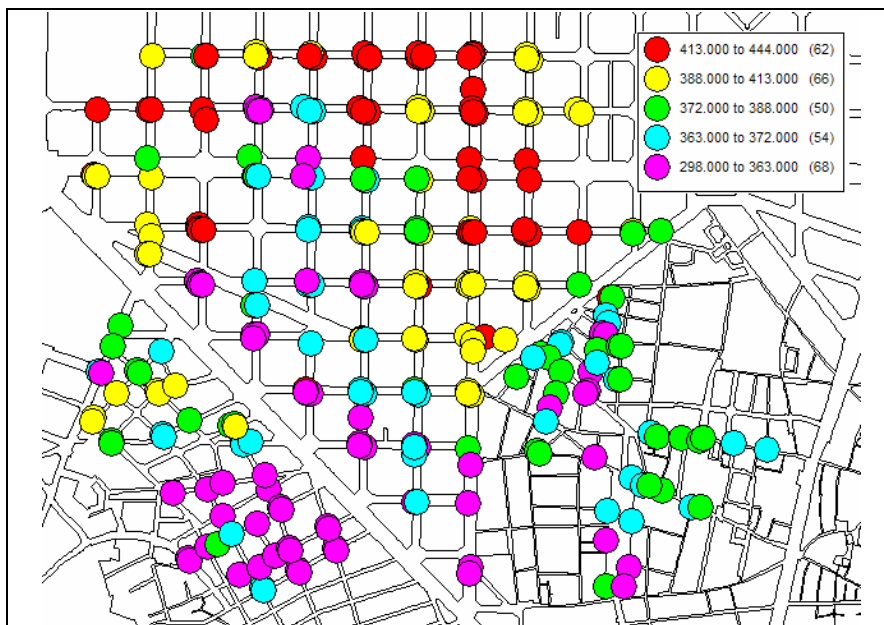 413.000 to 444.000 (62)
388.000 to 413.000 (66)
372.000 to 388.000 (50)
363.000 to 372.000 (54)
298.000 to 363.000 (68)